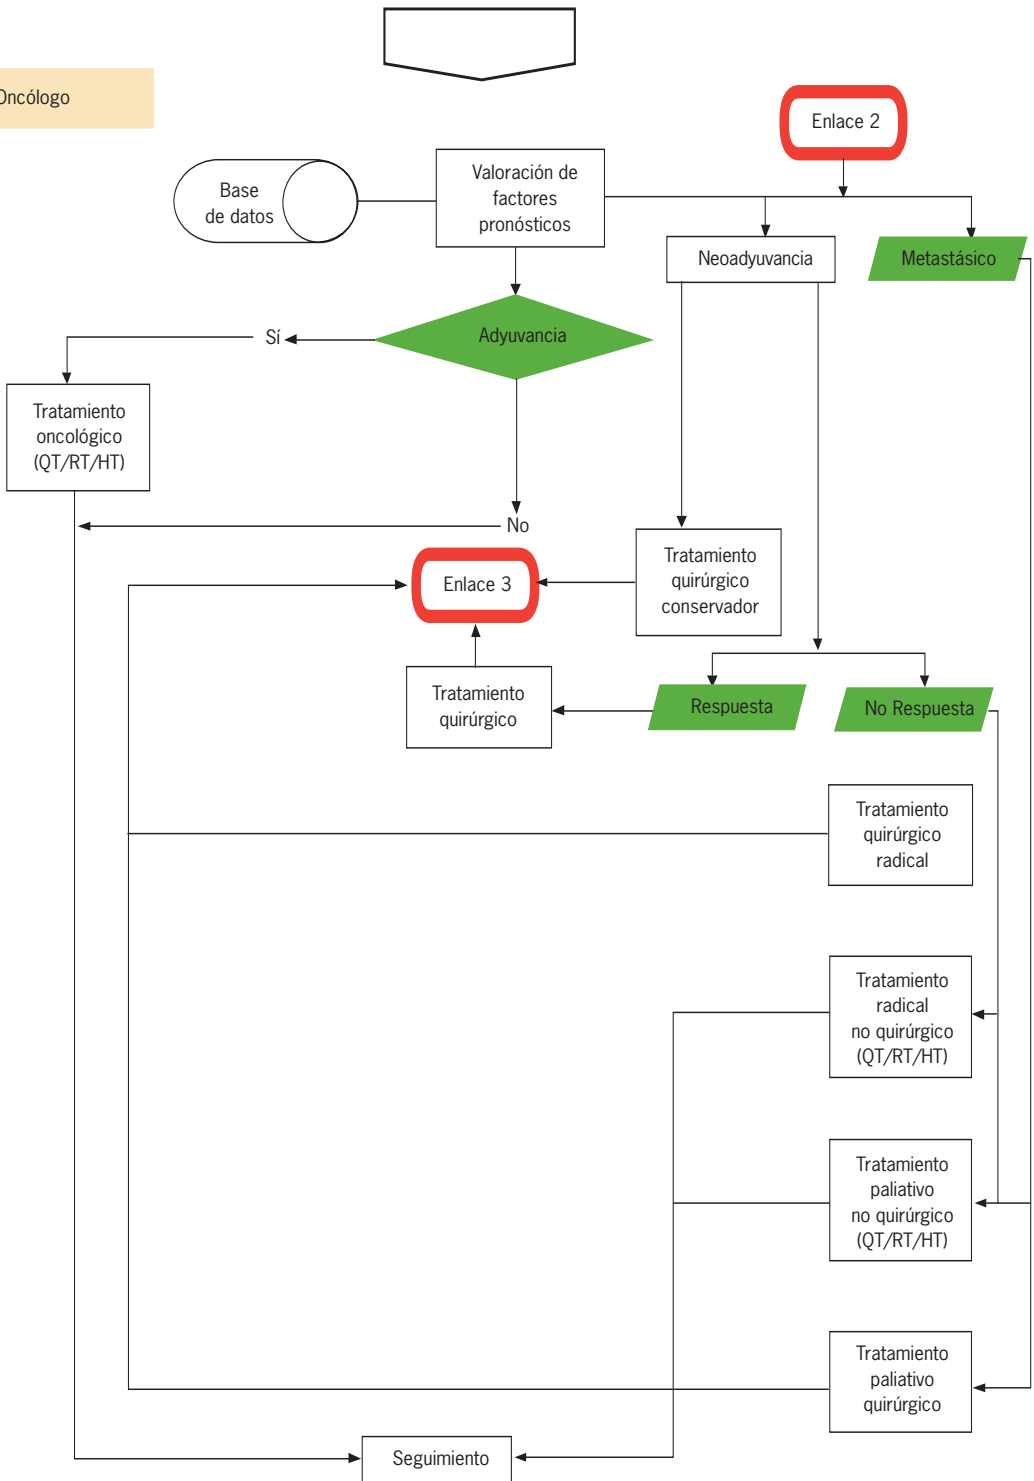 Oncólogo
Enlace 2
Base
de datos
Valoración de
factores
pronósticos
Neoadyuvancia
Metastásico
Sí
Adyuvancia
Tratamiento
oncológico
(QT/RT/HT)
No
Enlace 3
Tratamiento
quirúrgico
conservador
Tratamiento
quirúrgico
Respuesta
No Respuesta
Tratamiento
quirúrgico
radical
Tratamiento
radical
no quirúrgico
(QT/RT/HT)
Tratamiento
paliativo
no quirúrgico
(QT/RT/HT)
Tratamiento
paliativo
quirúrgico
Seguimiento